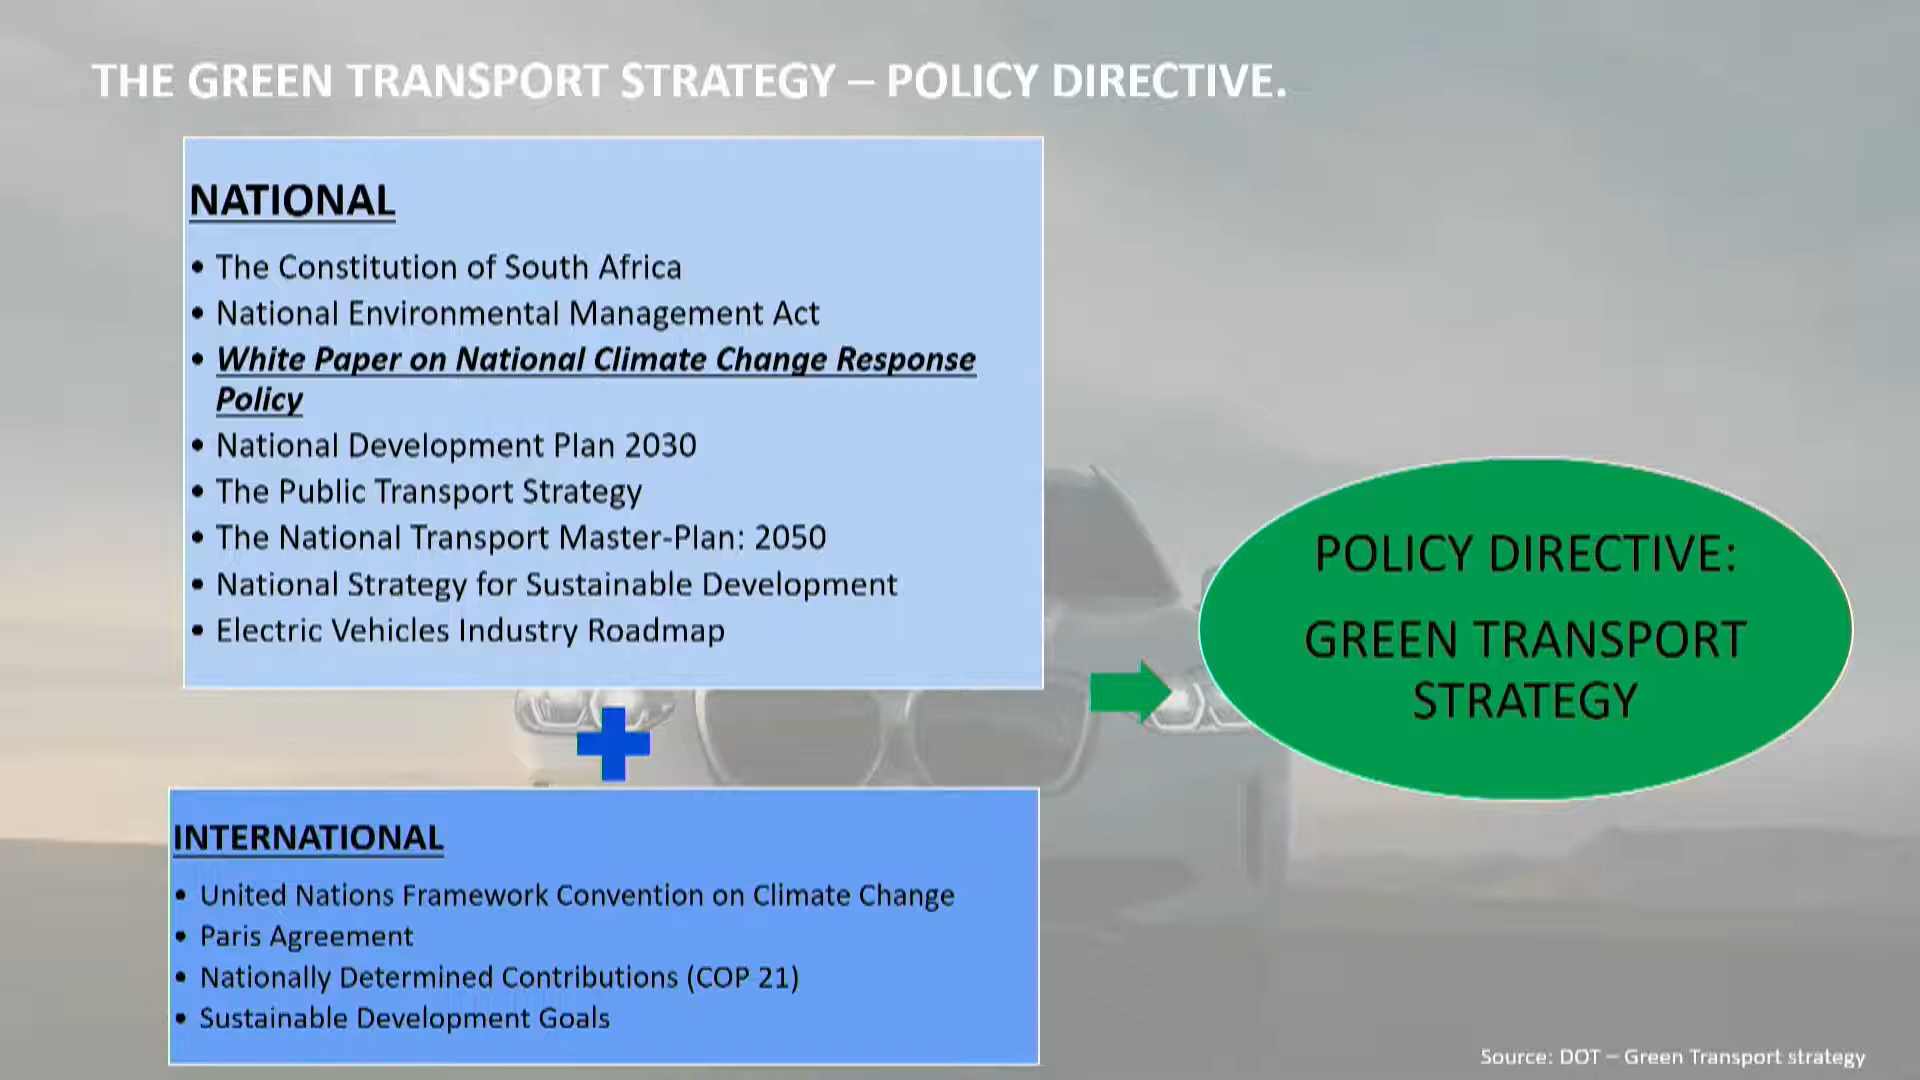 THE GREEN TRANSPORT STRATEGY – POLICY DIRECTIVE.
NATIONAL
• The Constitution of South Africa
• National Environmental Management Act
• White Paper on National Climate Change Response
Policy
• National Development Plan 2030
• The Public Transport Strategy
• The National Transport Master-Plan: 2050
• National Strategy for Sustainable Development
• Electric Vehicles Industry Roadmap
INTERNATIONAL
• United Nations Framework Convention on Climate Change
• Paris Agreement
• Nationally Determined Contributions (COP 21)
• Sustainable Development Goals
POLICY DIRECTIVE:
GREEN TRANSPORT
STRATEGY
Source: DOT – Green Transport strategy